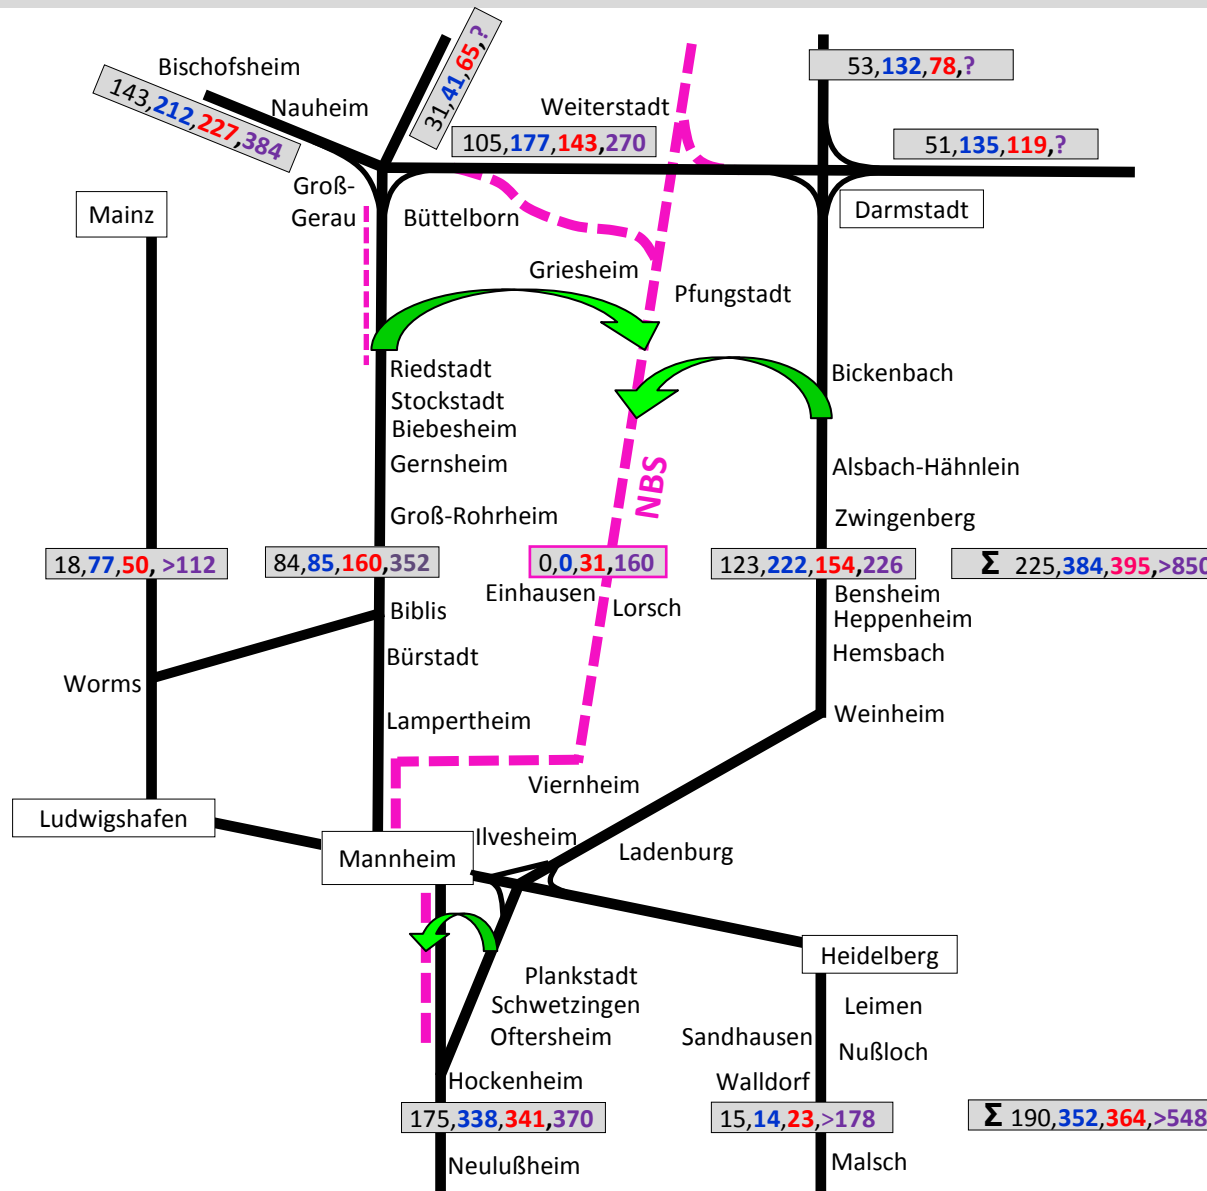 Bischofsheim
143,212,227,384
Nauheim
31,41,65,?
Weiterstadt
53,132,78,?
105,177,143,270
51,135,119,?
Groß-
Gerau
Mainz
Büttelborn
Darmstadt
Griesheim
Pfungstadt
Riedstadt
Stockstadt
Biebesheim
Gernsheim
Groß-Rohrheim
Bickenbach
Alsbach-Hähnlein
Zwingenberg
NBS
18,77,50, >112
84,85,160,352
0,0,31,160
123,222,154,226
Σ 225,384,395,>850
Einhausen
Lorsch
Bensheim
Heppenheim
Hemsbach
Biblis
Bürstadt
Worms
Lampertheim
Weinheim
Viernheim
Ludwigshafen
Mannheim
Ilvesheim
Ladenburg
Heidelberg
Plankstadt
Schwetzingen
Oftersheim
Leimen
Sandhausen
Nußloch
Hockenheim
Walldorf
175,338,341,370
15,14,23,>178
Σ 190,352,364,>548
Neulußheim
Malsch